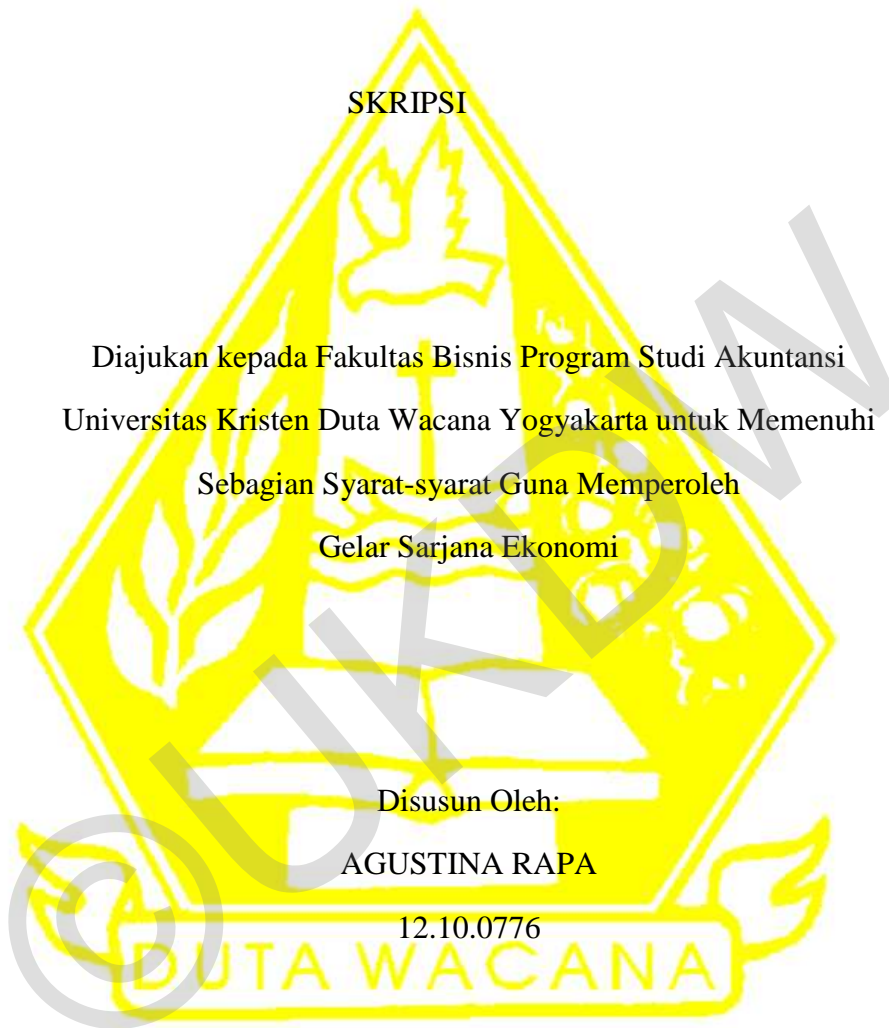 SKRIPSI
Diajukan kepada Fakultas Bisnis Program Studi Akuntansi
Universitas Kristen Duta Wacana Yogyakarta untuk Memenuhi
Sebagian Syarat-syarat Guna Memperoleh
Gelar Sarjana Ekonomi
Disusun Oleh:
AGUSTINA RAPA
12.10.0776
DUTA WACANA
©UKDW